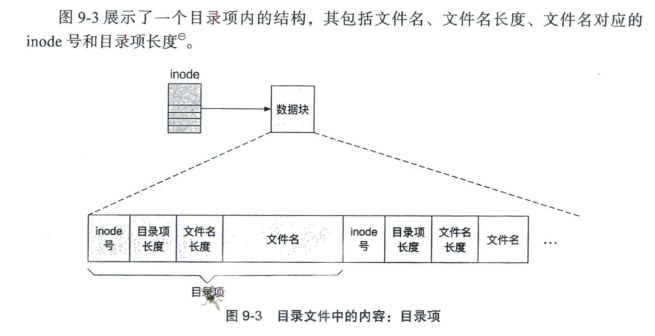 图 9-3 展示了一个目录项内的结构,其包括文件名、文件名长度、文件名对应的
inode 号和目录项长度⊖。
inode
数据块
inode 号
目录项 长度
文件名 长度
文件名
inode 号
目录项 长度
文件名 长度
文件名
...
目录项
图 9-3 目录文件中的内容:目录项